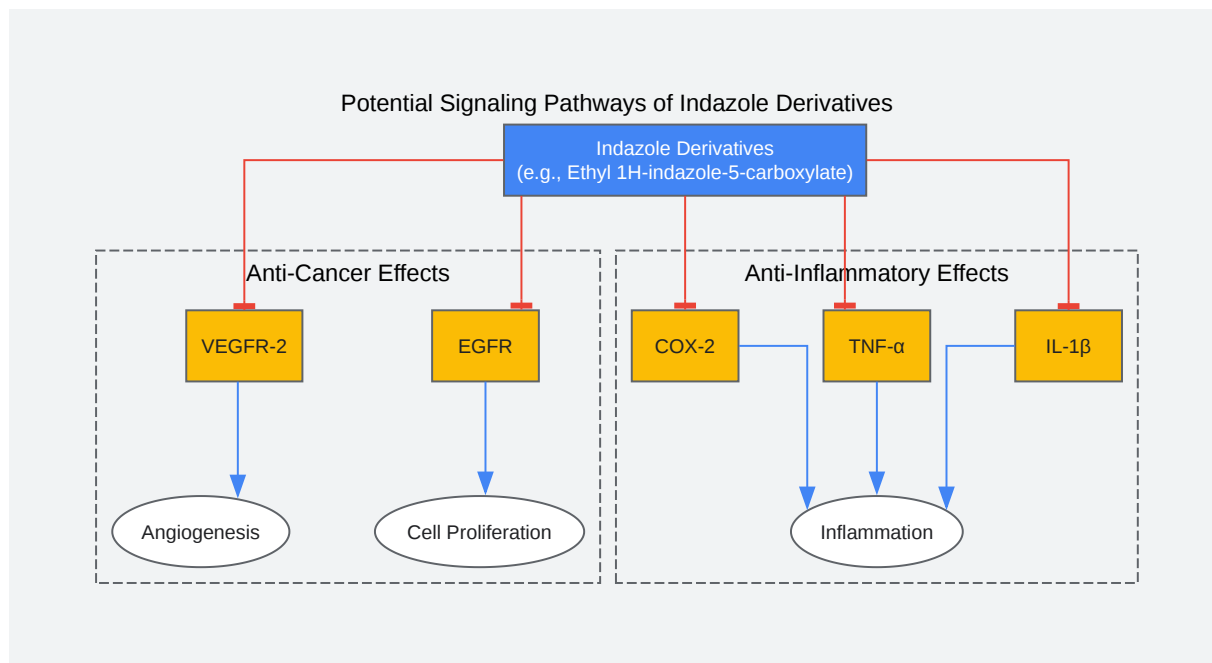 Potential Signaling Pathways of Indazole Derivatives
Indazole Derivatives
(e.g., Ethyl 1H-indazole-5-carboxylate)
Anti-Cancer Effects
Anti-Inflammatory Effects
VEGFR-2
EGFR
COX-2
TNF-α
IL-1β
Angiogenesis
Cell Proliferation
Inflammation